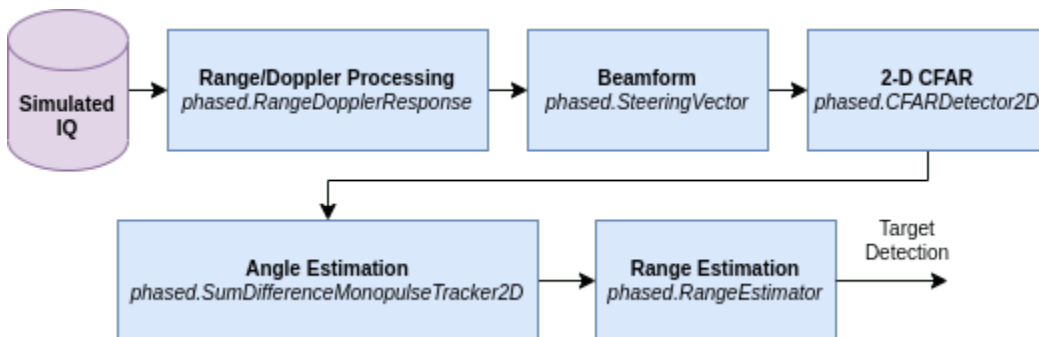 Simulated
IQ
Range/Doppler Processing
phased.RangeDopplerResponse
Beamform
phased.SteeringVector
2-D CFAR
phased.CFARDetector2D
Angle Estimation
phased.SumDifferenceMonopulseTracker2D
Range Estimation
phased.RangeEstimator
Target
Detection